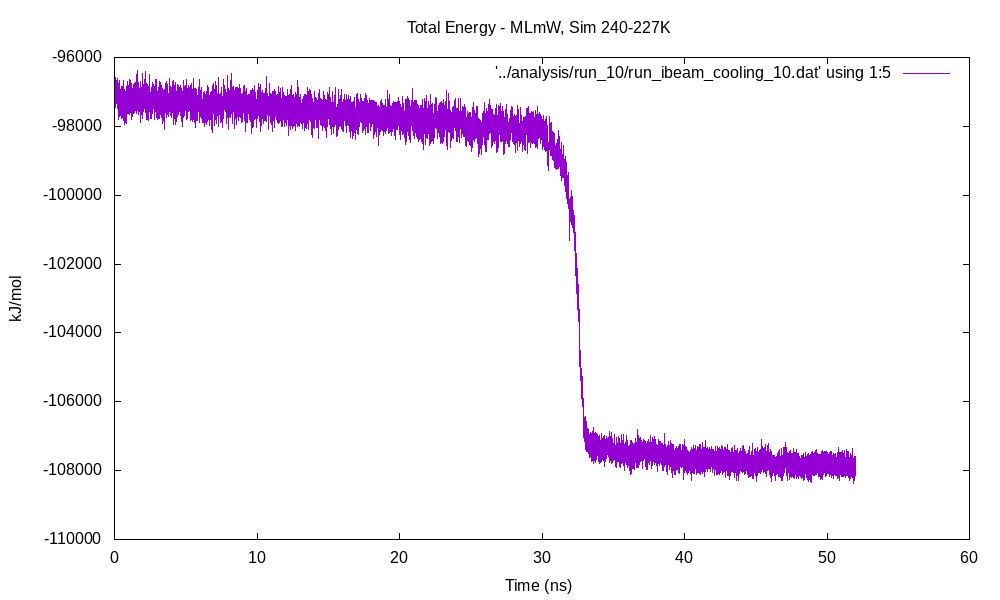 Total Energy - MLmW, Sim 240-227K
'../analysis/run_10/run_ibeam_cooling_10.dat' using 1:5
-96000
-98000
-100000
-102000
-104000
-106000
-108000
-110000
kJ/mol
0 10 20 30 40 50 60
Time (ns)